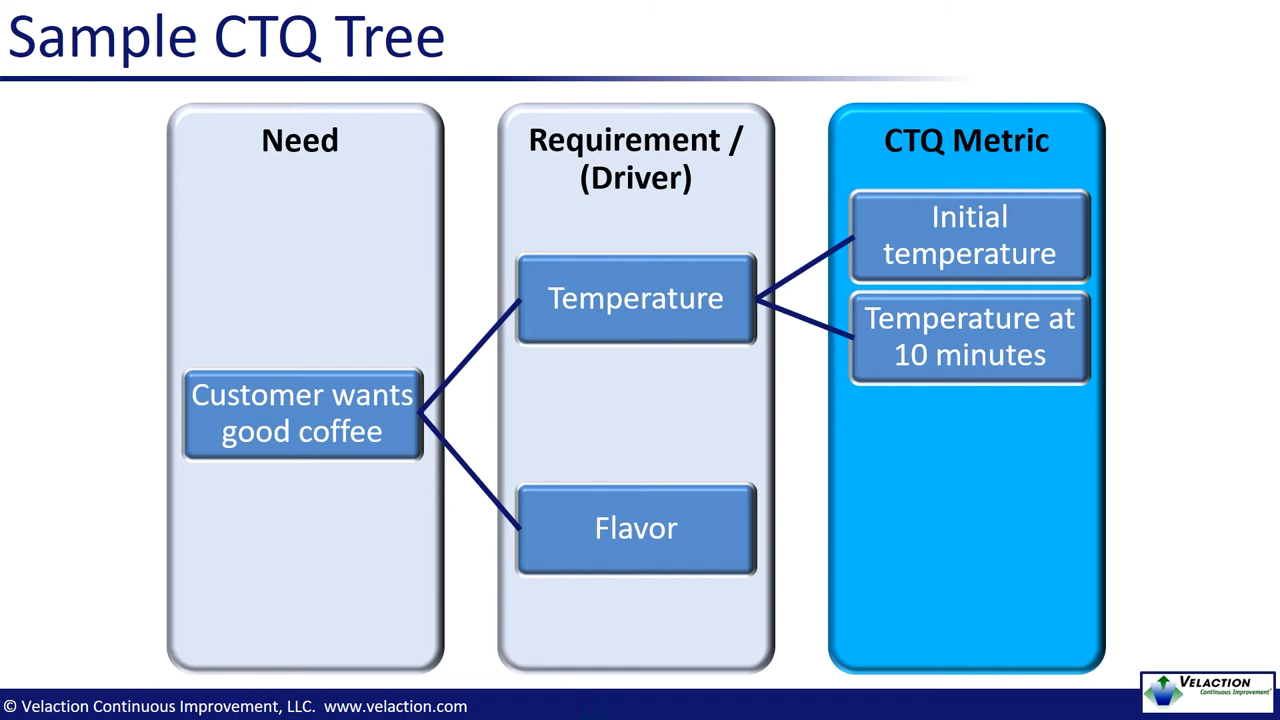 Sample CTQ Tree
Need
Requirement /
(Driver)
CTQ Metric
Initial
temperature
Temperature
Temperature at
10 minutes
Customer wants
good coffee
Flavor
© Velaction Continuous Improvement, LLC.  www.velaction.com
VELACTION
Continuous Improvement